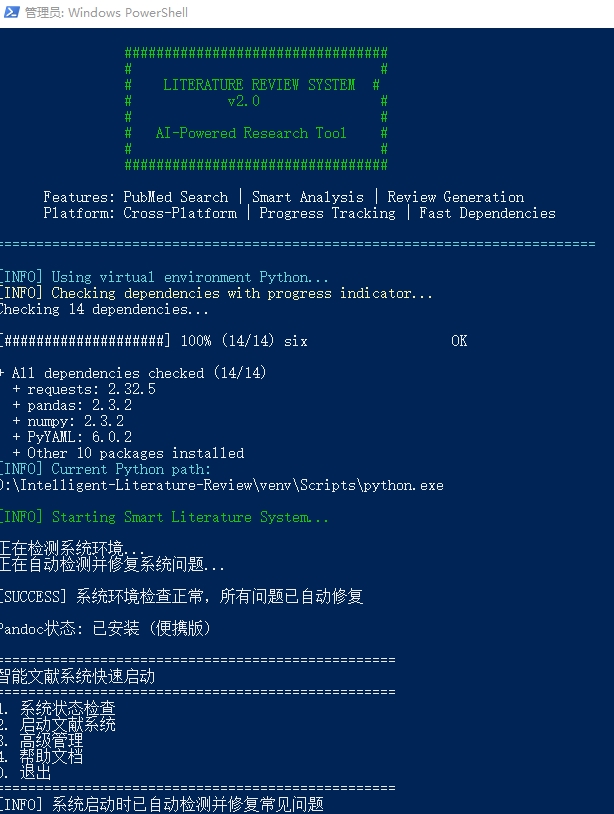 管理员: Windows PowerShell
#################################
#                               #
#    LITERATURE REVIEW SYSTEM  #
#            v2.0               #
#                               #
#   AI-Powered Research Tool    #
#                               #
#################################
Features: PubMed Search | Smart Analysis | Review Generation
Platform: Cross-Platform | Progress Tracking | Fast Dependencies
===========================================================================
[INFO] Using virtual environment Python...
[INFO] Checking dependencies with progress indicator...
Checking 14 dependencies...
[####################] 100% (14/14) six                  OK
+ All dependencies checked (14/14)
+ requests: 2.32.5
+ pandas: 2.3.2
+ numpy: 2.3.2
+ PyYAML: 6.0.2
+ Other 10 packages installed
[INFO] Current Python path:
D:\Intelligent-Literature-Review\venv\Scripts\python.exe
[INFO] Starting Smart Literature System...
正在检测系统环境...
正在自动检测并修复系统问题...
[SUCCESS] 系统环境检查正常，所有问题已自动修复
Pandoc状态: 已安装 (便携版)
==================================================
智能文献系统快速启动
==================================================
1. 系统状态检查
2. 启动文献系统
3. 高级管理
4. 帮助文档
0. 退出
==================================================
[INFO] 系统启动时已自动检测并修复常见问题